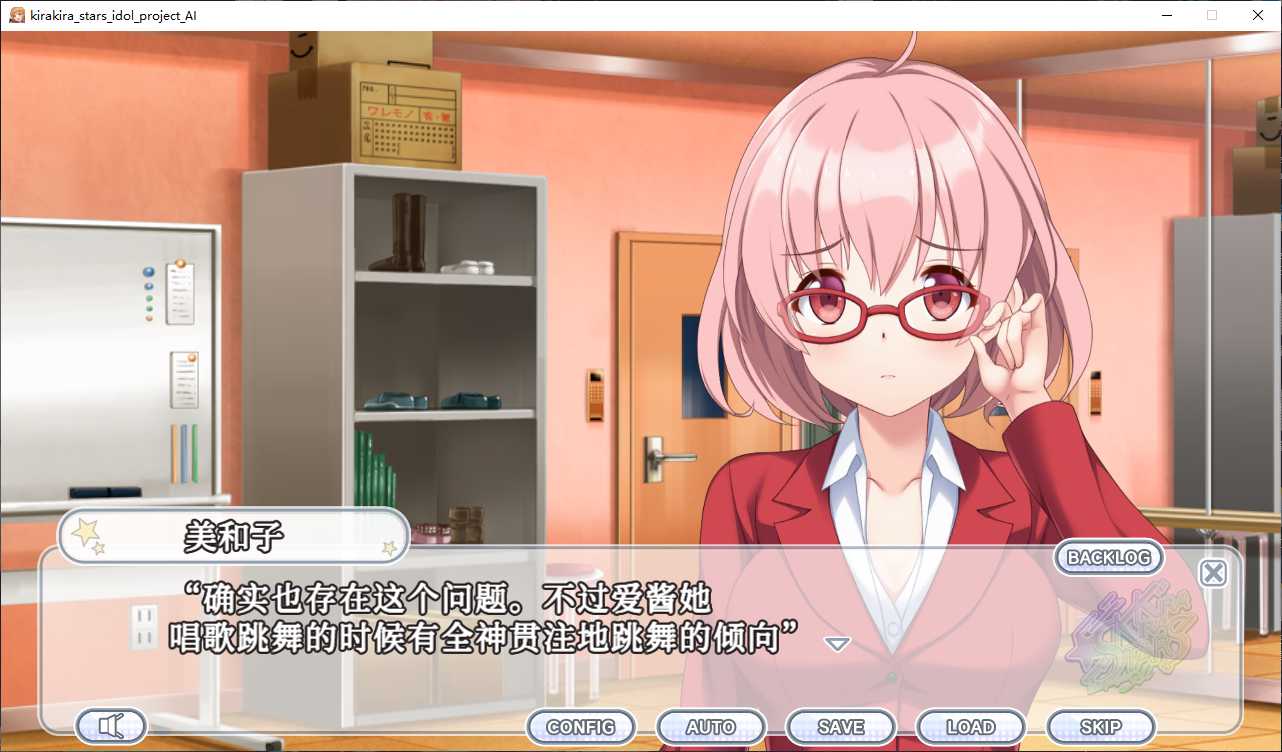 kirakira_stars_idol_project_AI
ワレモノ
美和子
BACKLOG
“确实也存在这个问题。不过爱酱她
唱歌跳舞的时候有全神贯注地跳舞的倾向”
CONFIG
AUTO
SAVE
LOAD
SKIP